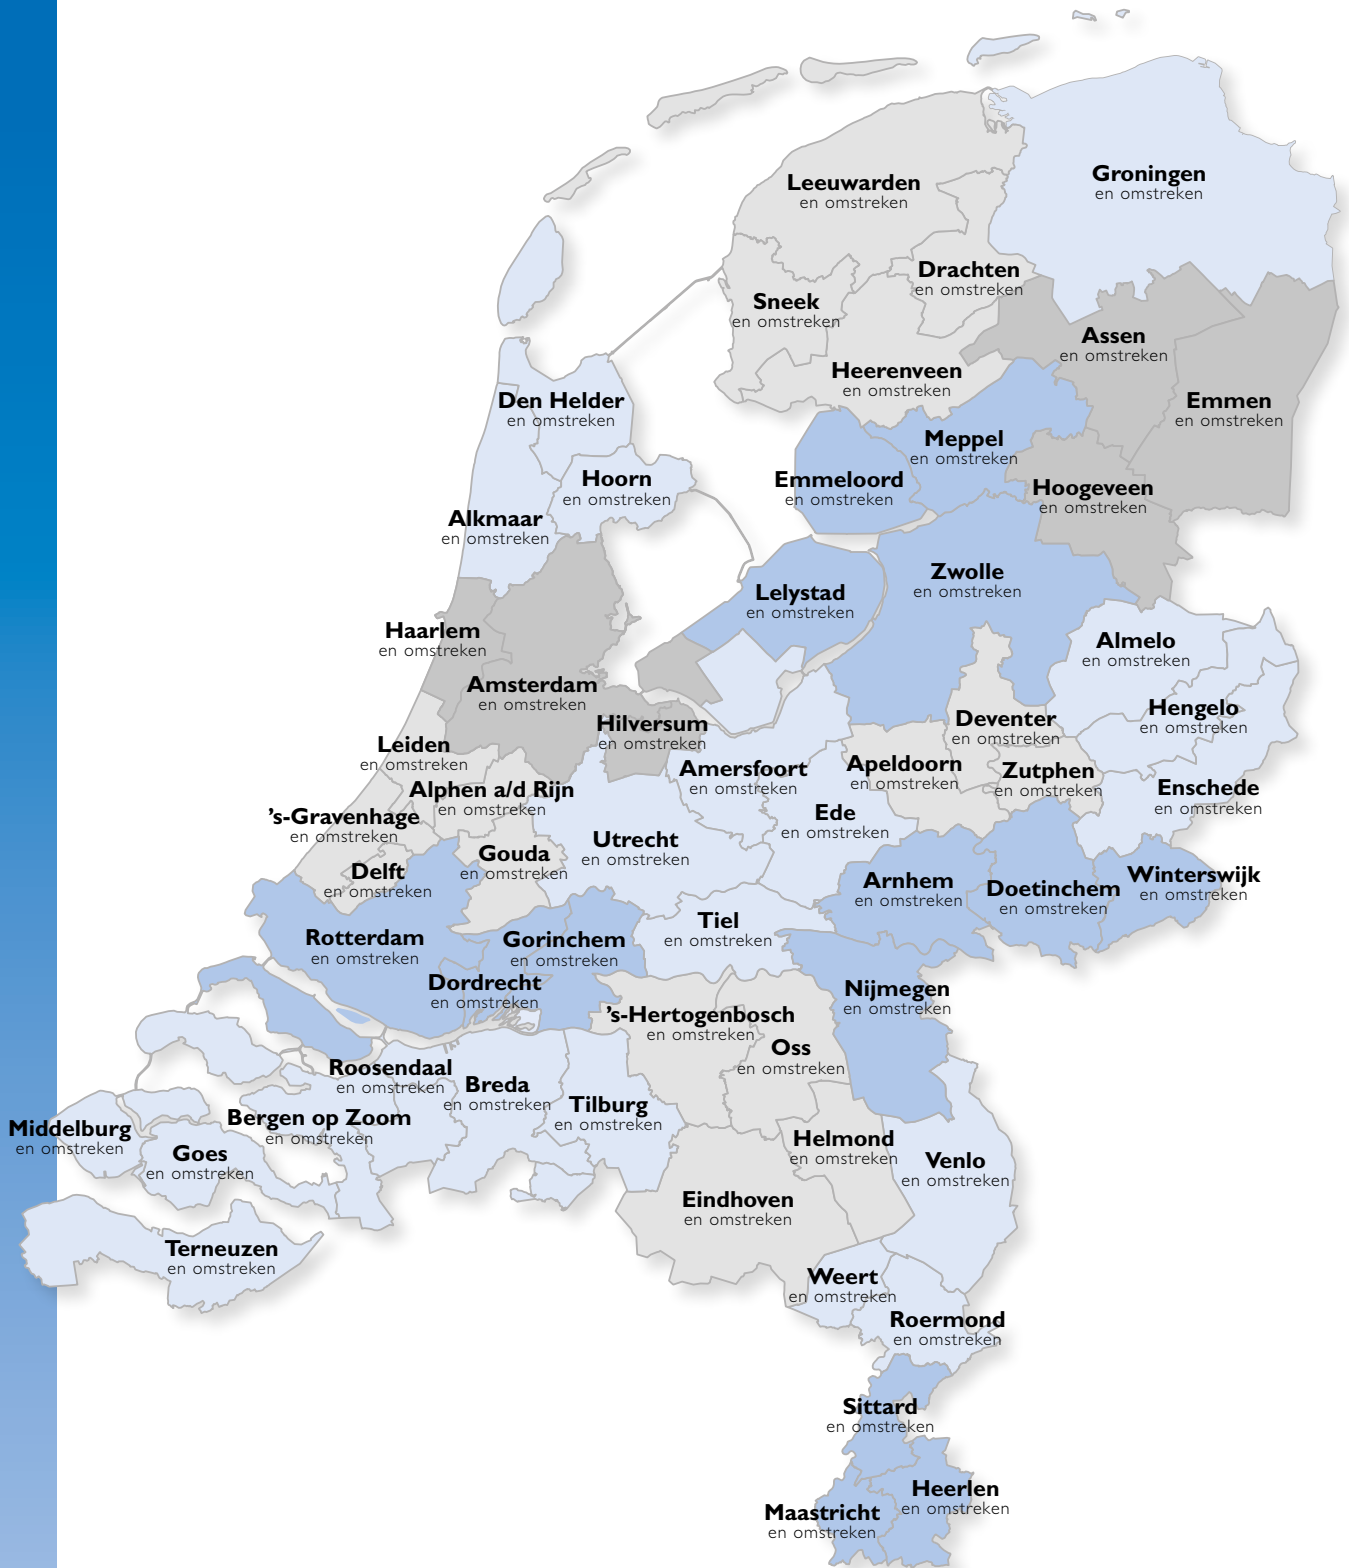 Groningen
en omstreken
Leeuwarden
en omstreken
Drachten
en omstreken
Sneek
en omstreken
Assen
en omstreken
Heerenveen
en omstreken
Den Helder
en omstreken
Emmen
en omstreken
Meppel
en omstreken
Hoorn
en omstreken
Emmeloord
en omstreken
Hoogeveen
en omstreken
Alkmaar
en omstreken
Zwolle
en omstreken
Lelystad
en omstreken
Haarlem
en omstreken
Almelo
en omstreken
Amsterdam
en omstreken
Hengelo
en omstreken
Hilversum
en omstreken
Deventer
en omstreken
Leiden
en omstreken
Amersfoort
en omstreken
Apeldoorn
en omstreken
Zutphen
en omstreken
Alphen a/d Rijn
en omstreken
Enschede
en omstreken
's-Gravenhage
en omstreken
Ede
en omstreken
Utrecht
en omstreken
Gouda
en omstreken
Delft
en omstreken
Arnhem
en omstreken
Doetinchem
en omstreken
Winterswijk
en omstreken
Tiel
en omstreken
Rotterdam
en omstreken
Gorinchem
en omstreken
Dordrecht
en omstreken
Nijmegen
en omstreken
's-Hertogenbosch
en omstreken
Oss
en omstreken
Roosendaal
en omstreken
Breda
en omstreken
Tilburg
en omstreken
Bergen op Zoom
en omstreken
Middelburg
en omstreken
Goes
en omstreken
Helmond
en omstreken
Venlo
en omstreken
Eindhoven
en omstreken
Terneuzen
en omstreken
Weert
en omstreken
Roermond
en omstreken
Sittard
en omstreken
Heerlen
en omstreken
Maastricht
en omstreken